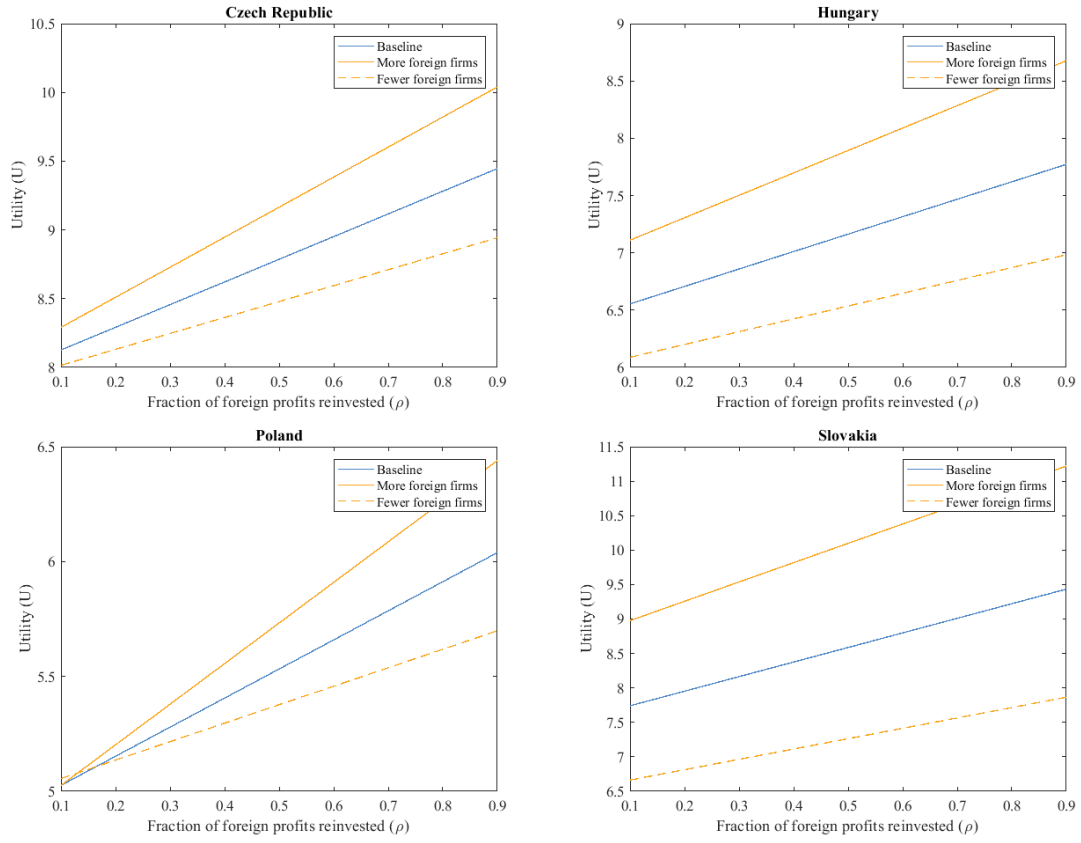 Czech Republic
10.5
10
9.5
9
8.5
8
Utility (U)
Baseline
More foreign firms
Fewer foreign firms
0.1 0.2 0.3 0.4 0.5 0.6 0.7 0.8 0.9
Fraction of foreign profits reinvested (ρ)
Hungary
9
8.5
8
7.5
7
6.5
6
Utility (U)
Baseline
More foreign firms
Fewer foreign firms
0.1 0.2 0.3 0.4 0.5 0.6 0.7 0.8 0.9
Fraction of foreign profits reinvested (ρ)
Poland
6.5
6
5.5
5
Utility (U)
Baseline
More foreign firms
Fewer foreign firms
0.1 0.2 0.3 0.4 0.5 0.6 0.7 0.8 0.9
Fraction of foreign profits reinvested (ρ)
Slovakia
11.5
11
10.5
10
9.5
9
8.5
8
7.5
7
6.5
Utility (U)
Baseline
More foreign firms
Fewer foreign firms
0.1 0.2 0.3 0.4 0.5 0.6 0.7 0.8 0.9
Fraction of foreign profits reinvested (ρ)